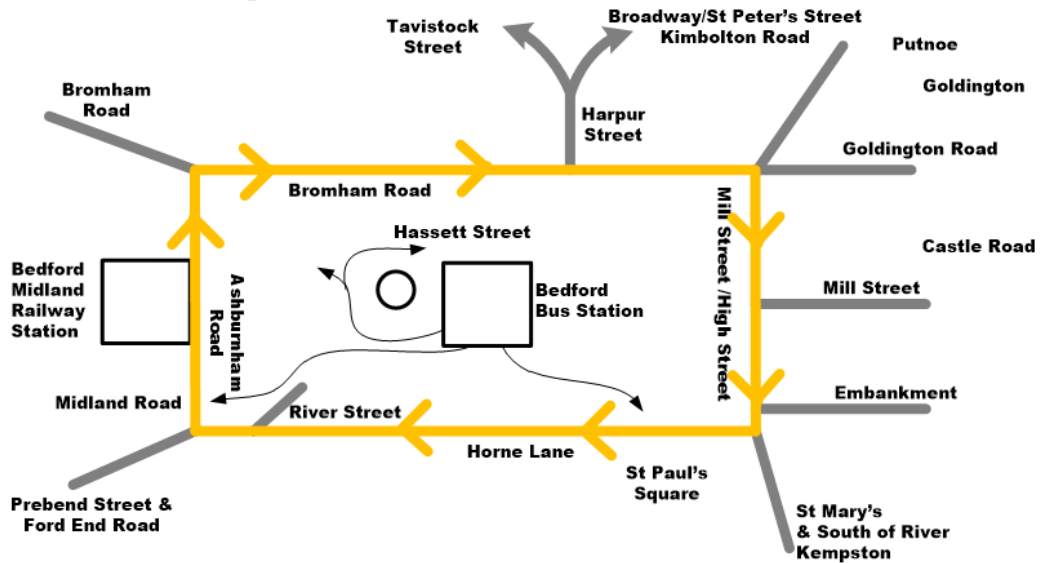 Tavistock
Street
Broadway/St Peter's Street
Kimbolton Road
Putnoe
Goldington
Bromham
Road
Harpur
Street
Goldington Road
Bromham Road
Mill Street /High Street
Hassett Street
Castle Road
Bedford
Midland
Railway
Station
Ashburnham
Road
Bedford
Bus Station
Mill Street
Midland Road
River Street
Embankment
Horne Lane
St Paul's
Square
Prebend Street &
Ford End Road
St Mary's
& South of River
Kempston